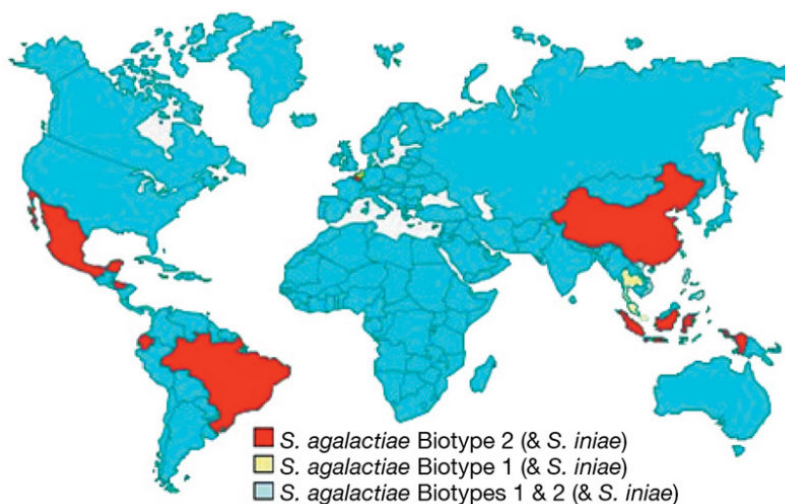 S. agalactiae Biotype 2 (& S. iniae)
S. agalactiae Biotype 1 (& S. iniae)
S. agalactiae Biotypes 1 & 2 (& S. iniae)